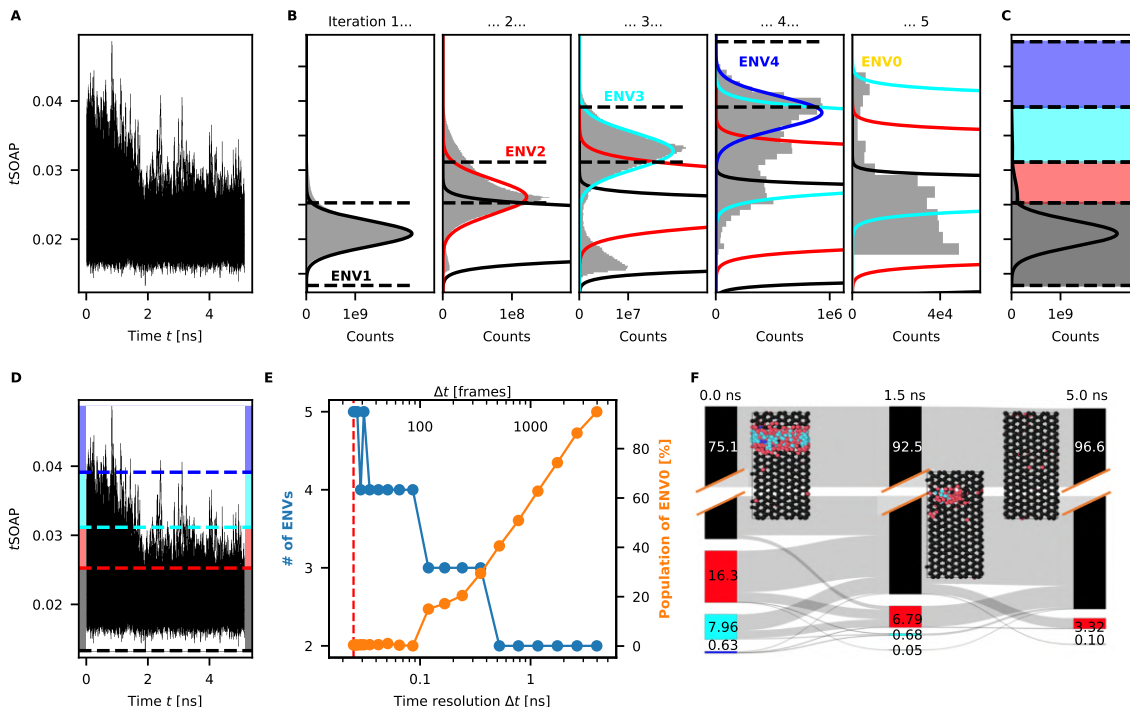 A
B
Iteration 1...
... 2...
... 3...
... 4...
... 5
C
tSOAP
0.04
0.03
0.02
ENV1
ENV2
ENV3
ENV4
ENV0
0
2
4
0
1e9
0
1e8
0
1e7
0
1e6
0
4e4
0
1e9
Time t [ns]
Counts
Counts
Counts
Counts
Counts
Counts
D
E
F
Δt [frames]
100
1000
tSOAP
0.04
0.03
0.02
0
2
4
Time t [ns]
# of ENVs
5
4
3
2
0.1
1
Time resolution Δt [ns]
80
60
40
20
0
Population of ENV0 [%]
0.0 ns
1.5 ns
5.0 ns
75.1
92.5
96.6
16.3
7.96
0.63
6.79
0.68
0.05
3.32
0.10